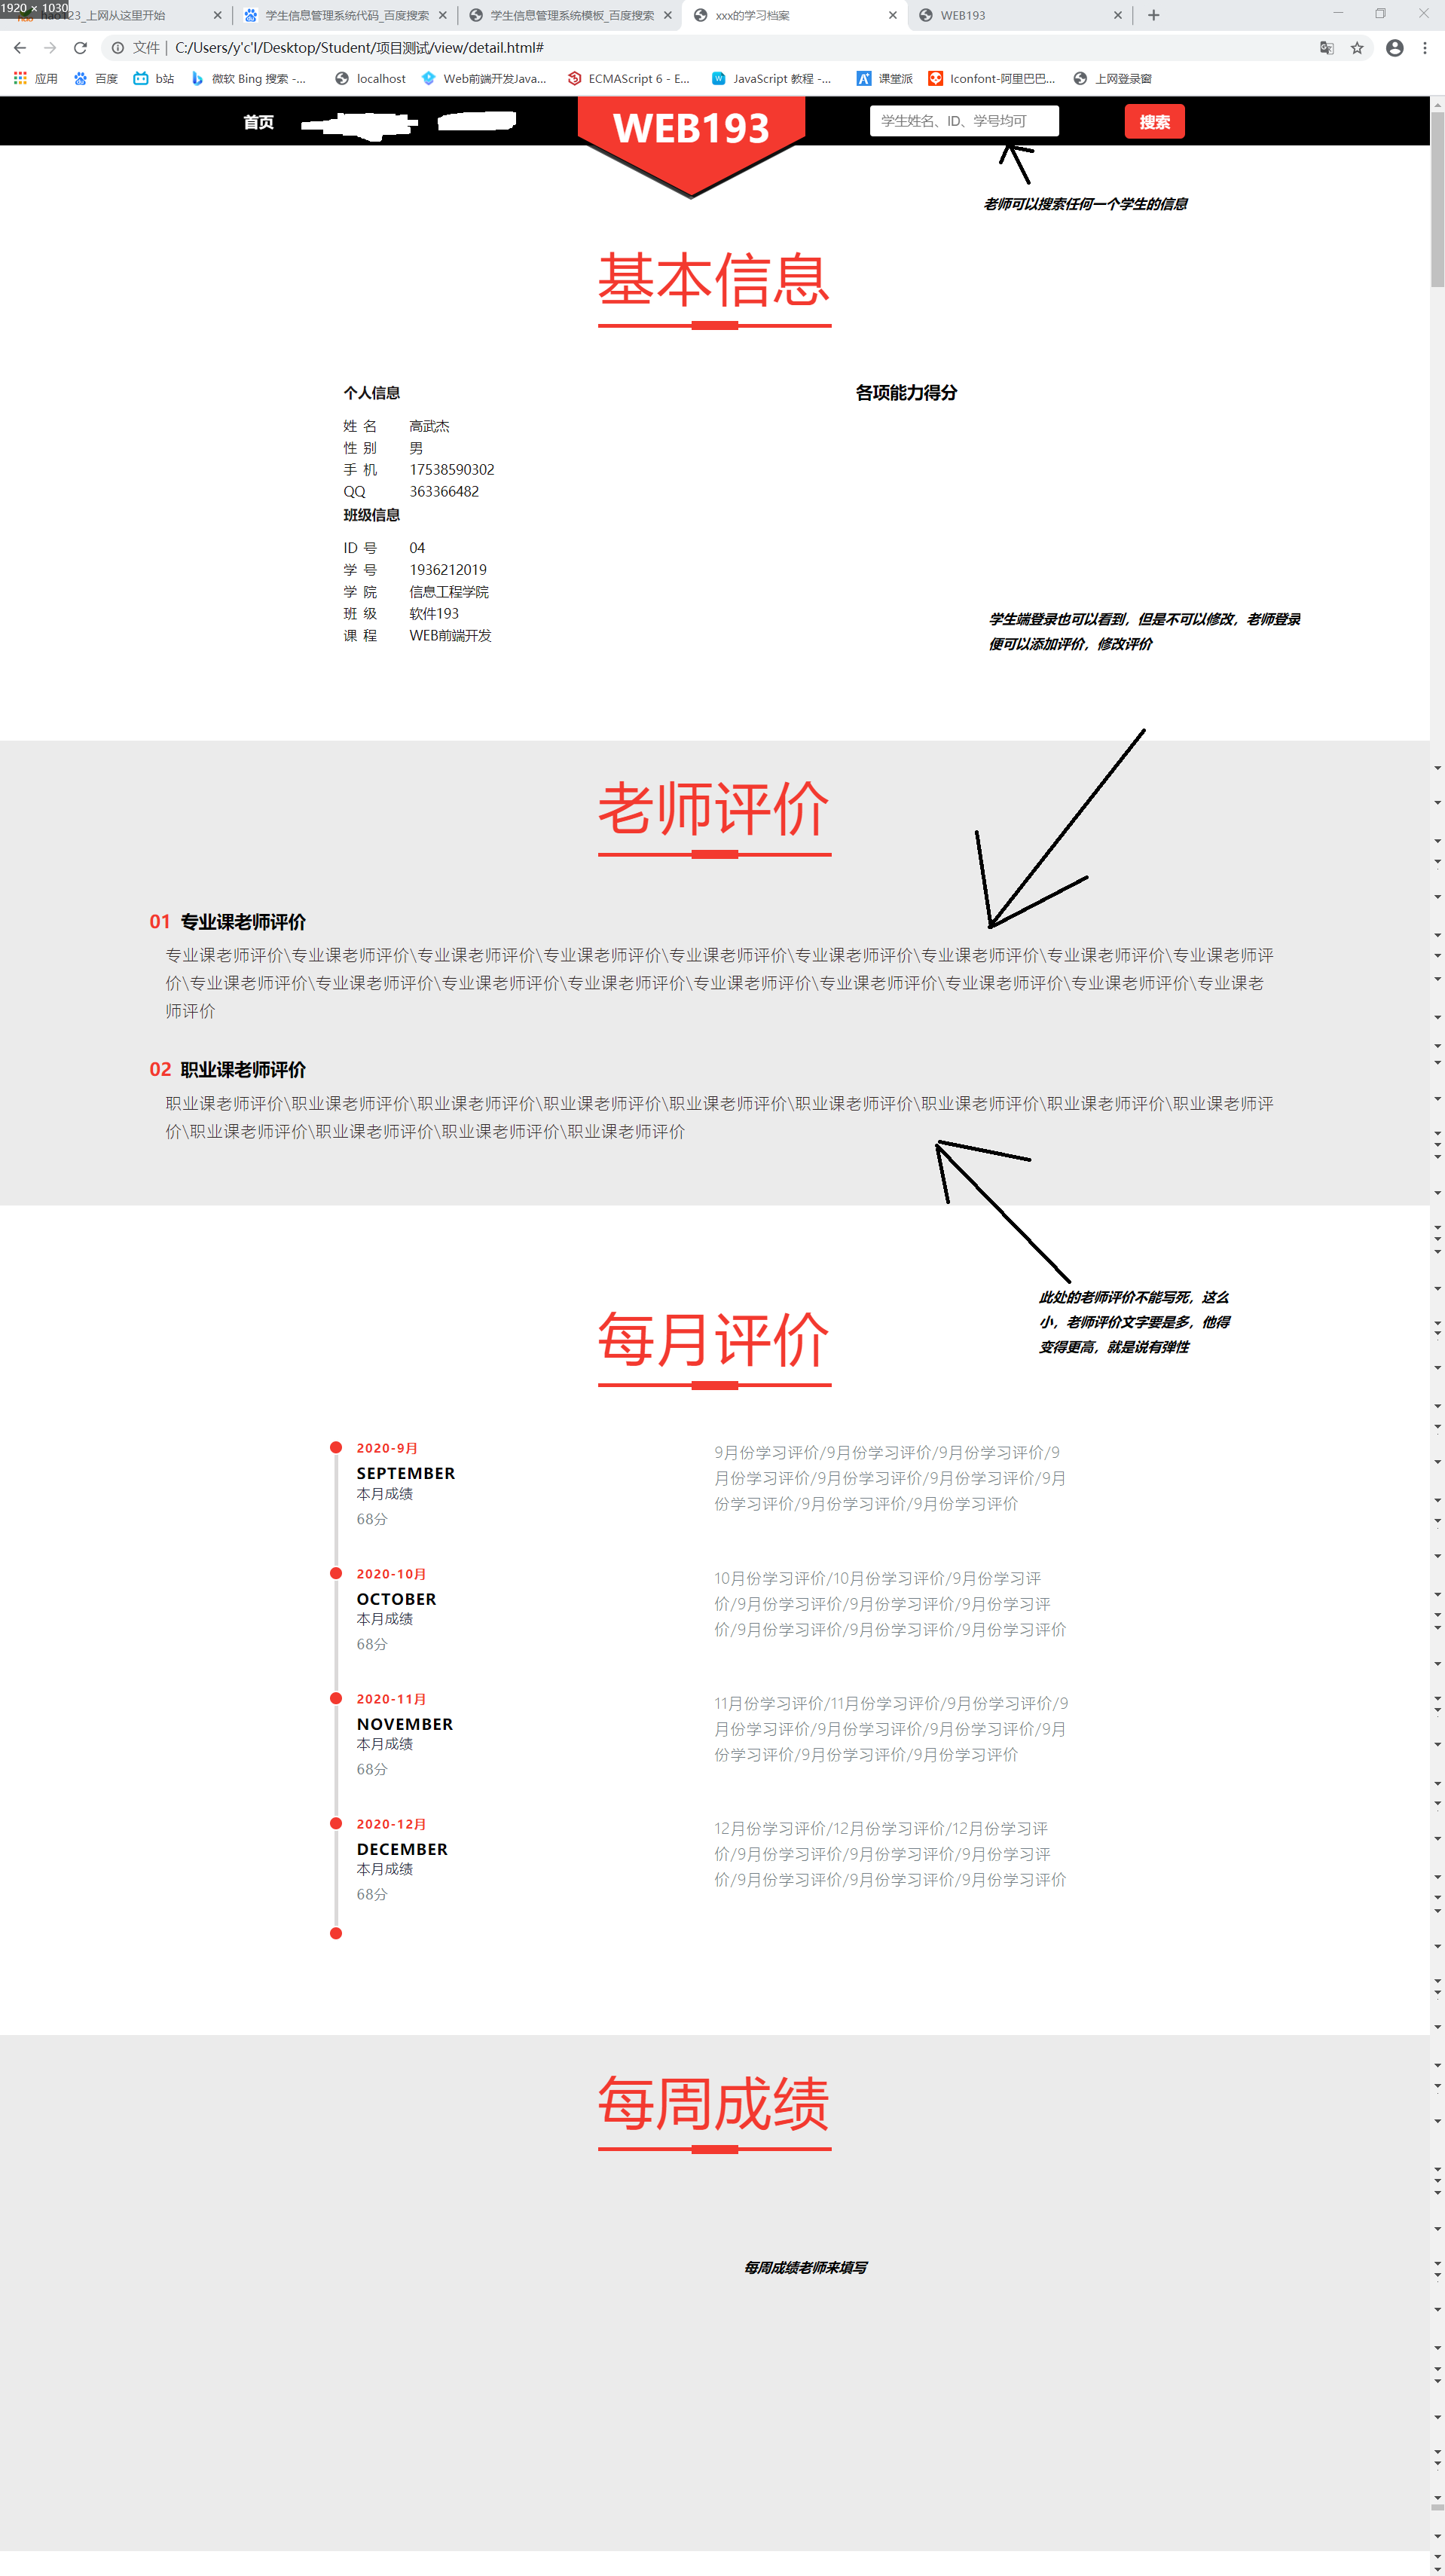 1920 × 1030
hao123_上网从这里开始
学生信息管理系统代码_百度搜索
学生信息管理系统模板_百度搜索
xxx的学习档案
WEB193
文件 | C:/Users/y'c'l/Desktop/Student/项目测试/view/detail.html#
应用 百度 b站 微软 Bing 搜索 -... localhost Web前端开发Java... ECMAScript 6 - E... JavaScript 教程 -... 课堂派 Iconfont-阿里巴巴... 上网登录窗
首页
WEB193
学生姓名、ID、学号均可
搜索
老师可以搜索任何一个学生的信息
基本信息
个人信息
姓 名 高武杰
性 别 男
手 机 17538590302
QQ 363366482
班级信息
ID 号 04
学 号 1936212019
学 院 信息工程学院
班 级 软件193
课 程 WEB前端开发
各项能力得分
学生端登录也可以看到，但是不可以修改，老师登录
便可以添加评价，修改评价
老师评价
01 专业课老师评价
专业课老师评价\专业课老师评价\专业课老师评价\专业课老师评价\专业课老师评价\专业课老师评价\专业课老师评价\专业课老师评价\专业课老师评
价\专业课老师评价\专业课老师评价\专业课老师评价\专业课老师评价\专业课老师评价\专业课老师评价\专业课老师评价\专业课老师评价\专业课老
师评价
02 职业课老师评价
职业课老师评价\职业课老师评价\职业课老师评价\职业课老师评价\职业课老师评价\职业课老师评价\职业课老师评价\职业课老师评价\职业课老师评
价\职业课老师评价\职业课老师评价\职业课老师评价\职业课老师评价
此处的老师评价不能写死，这么
小，老师评价文字要是多，他得
变得更高，就是说有弹性
每月评价
2020-9月
SEPTEMBER
本月成绩
68分
9月份学习评价/9月份学习评价/9月份学习评价/9
月份学习评价/9月份学习评价/9月份学习评价/9月
份学习评价/9月份学习评价/9月份学习评价
2020-10月
OCTOBER
本月成绩
68分
10月份学习评价/10月份学习评价/9月份学习评
价/9月份学习评价/9月份学习评价/9月份学习评
价/9月份学习评价/9月份学习评价/9月份学习评价
2020-11月
NOVEMBER
本月成绩
68分
11月份学习评价/11月份学习评价/9月份学习评价/9
月份学习评价/9月份学习评价/9月份学习评价/9月
份学习评价/9月份学习评价/9月份学习评价
2020-12月
DECEMBER
本月成绩
68分
12月份学习评价/12月份学习评价/12月份学习评
价/9月份学习评价/9月份学习评价/9月份学习评
价/9月份学习评价/9月份学习评价/9月份学习评价
每周成绩
每周成绩老师来填写